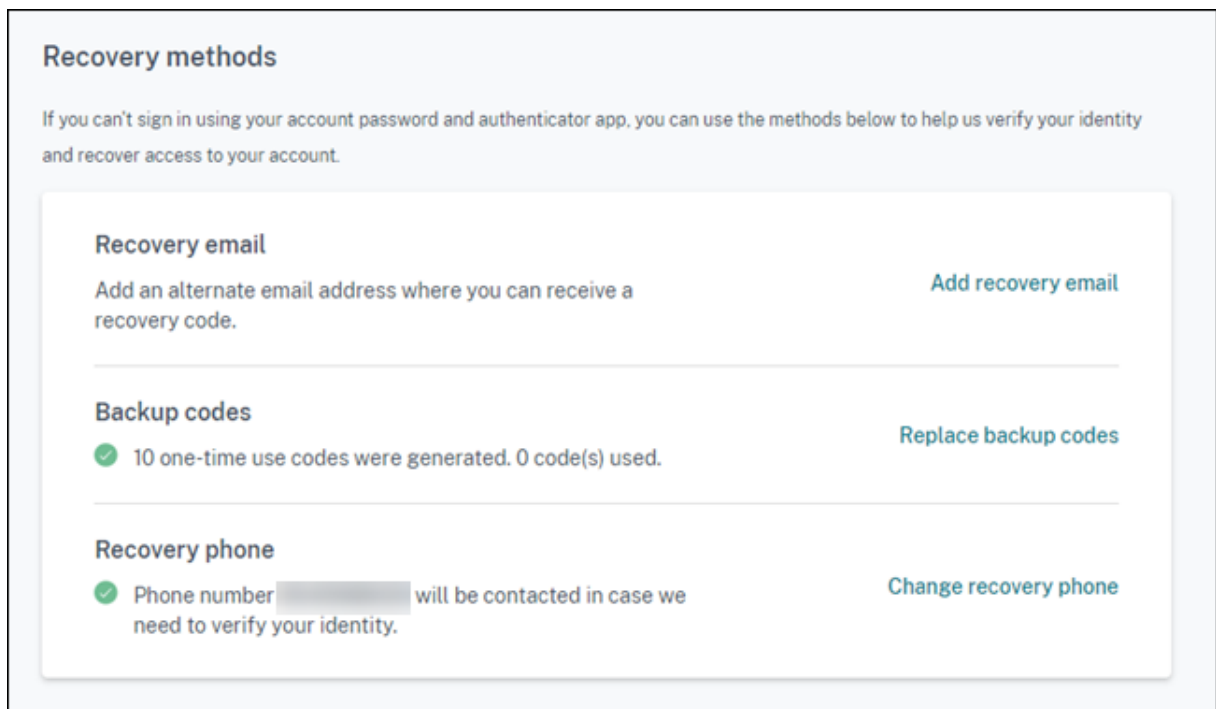 Recovery methods
If you can't sign in using your account password and authenticator app, you can use the methods below to help us verify your identity
and recover access to your account.
Recovery email
Add an alternate email address where you can receive a
recovery code.
Add recovery email
Backup codes
10 one-time use codes were generated. 0 code(s) used.
Replace backup codes
Recovery phone
Phone number will be contacted in case we
need to verify your identity.
Change recovery phone